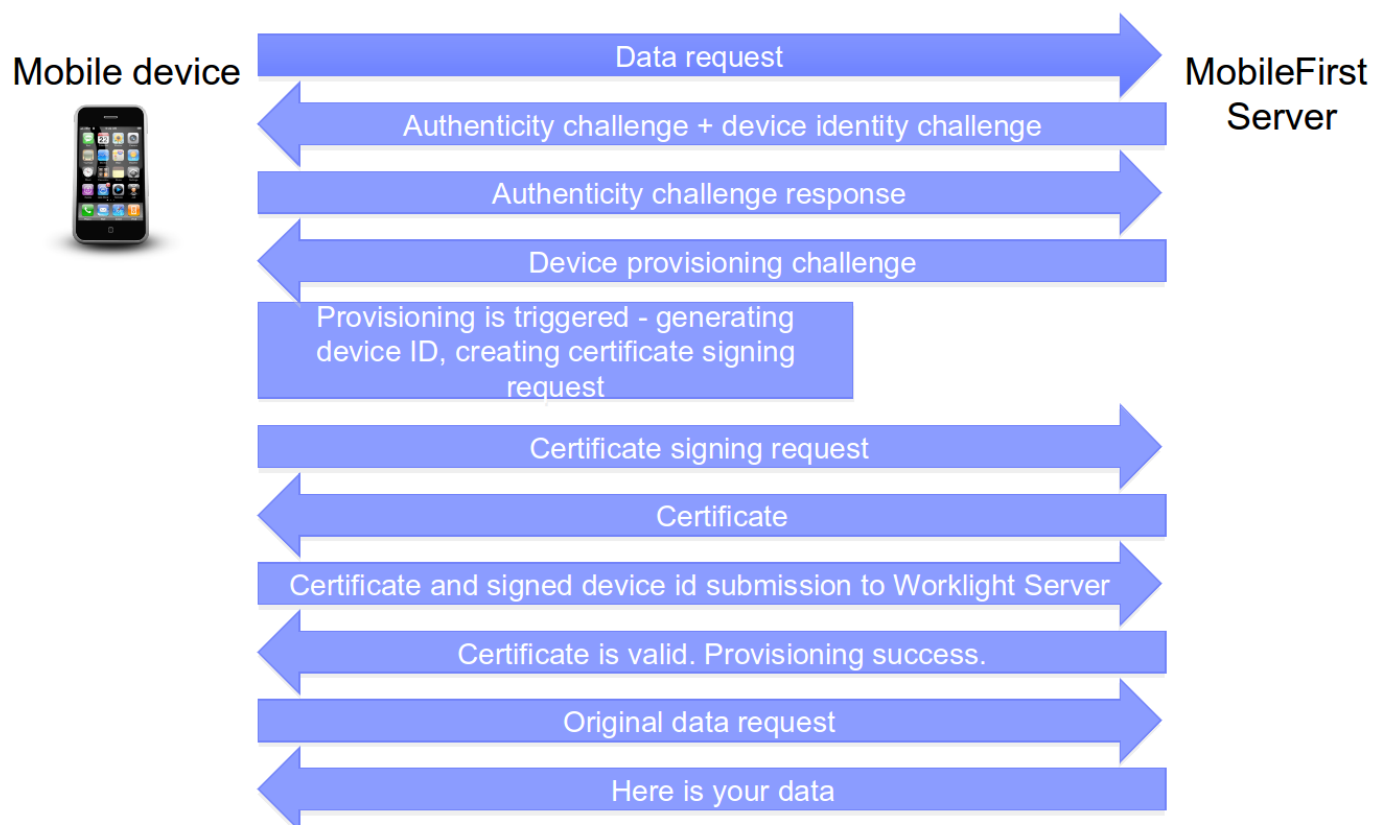 Mobile device
MobileFirst
Server
Data request
Authenticity challenge + device identity challenge
Authenticity challenge response
Device provisioning challenge
Provisioning is triggered - generating
device ID, creating certificate signing
request
Certificate signing request
Certificate
Certificate and signed device id submission to Worklight Server
Certificate is valid. Provisioning success.
Original data request
Here is your data